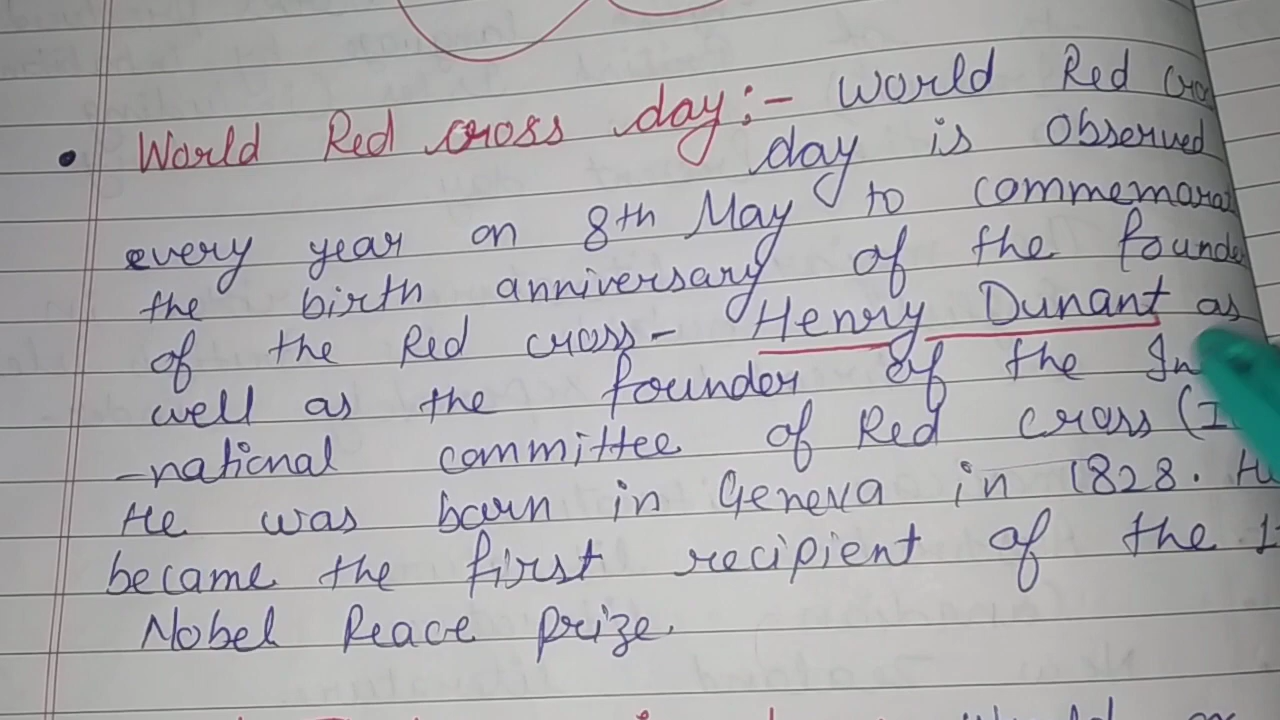 • World Red cross day:- World Red
day is observed
every year on 8th May to
the birth anniversary of the
of the Red cross- Henry Dunant as
well as the founder of the
-national committee of Red cross
He was born in Geneva in 1828.
became the first recipient of the
Nobel Peace prize.